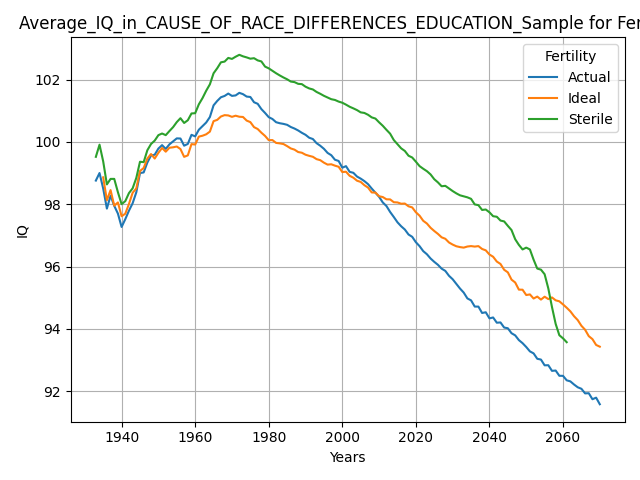 Average_IQ_in_CAUSE_OF_RACE_DIFFERENCES_EDUCATION_Sample for Fer
Fertility
Actual
Ideal
Sterile
102
100
98
96
94
92
IQ
1940 1960 1980 2000 2020 2040 2060
Years